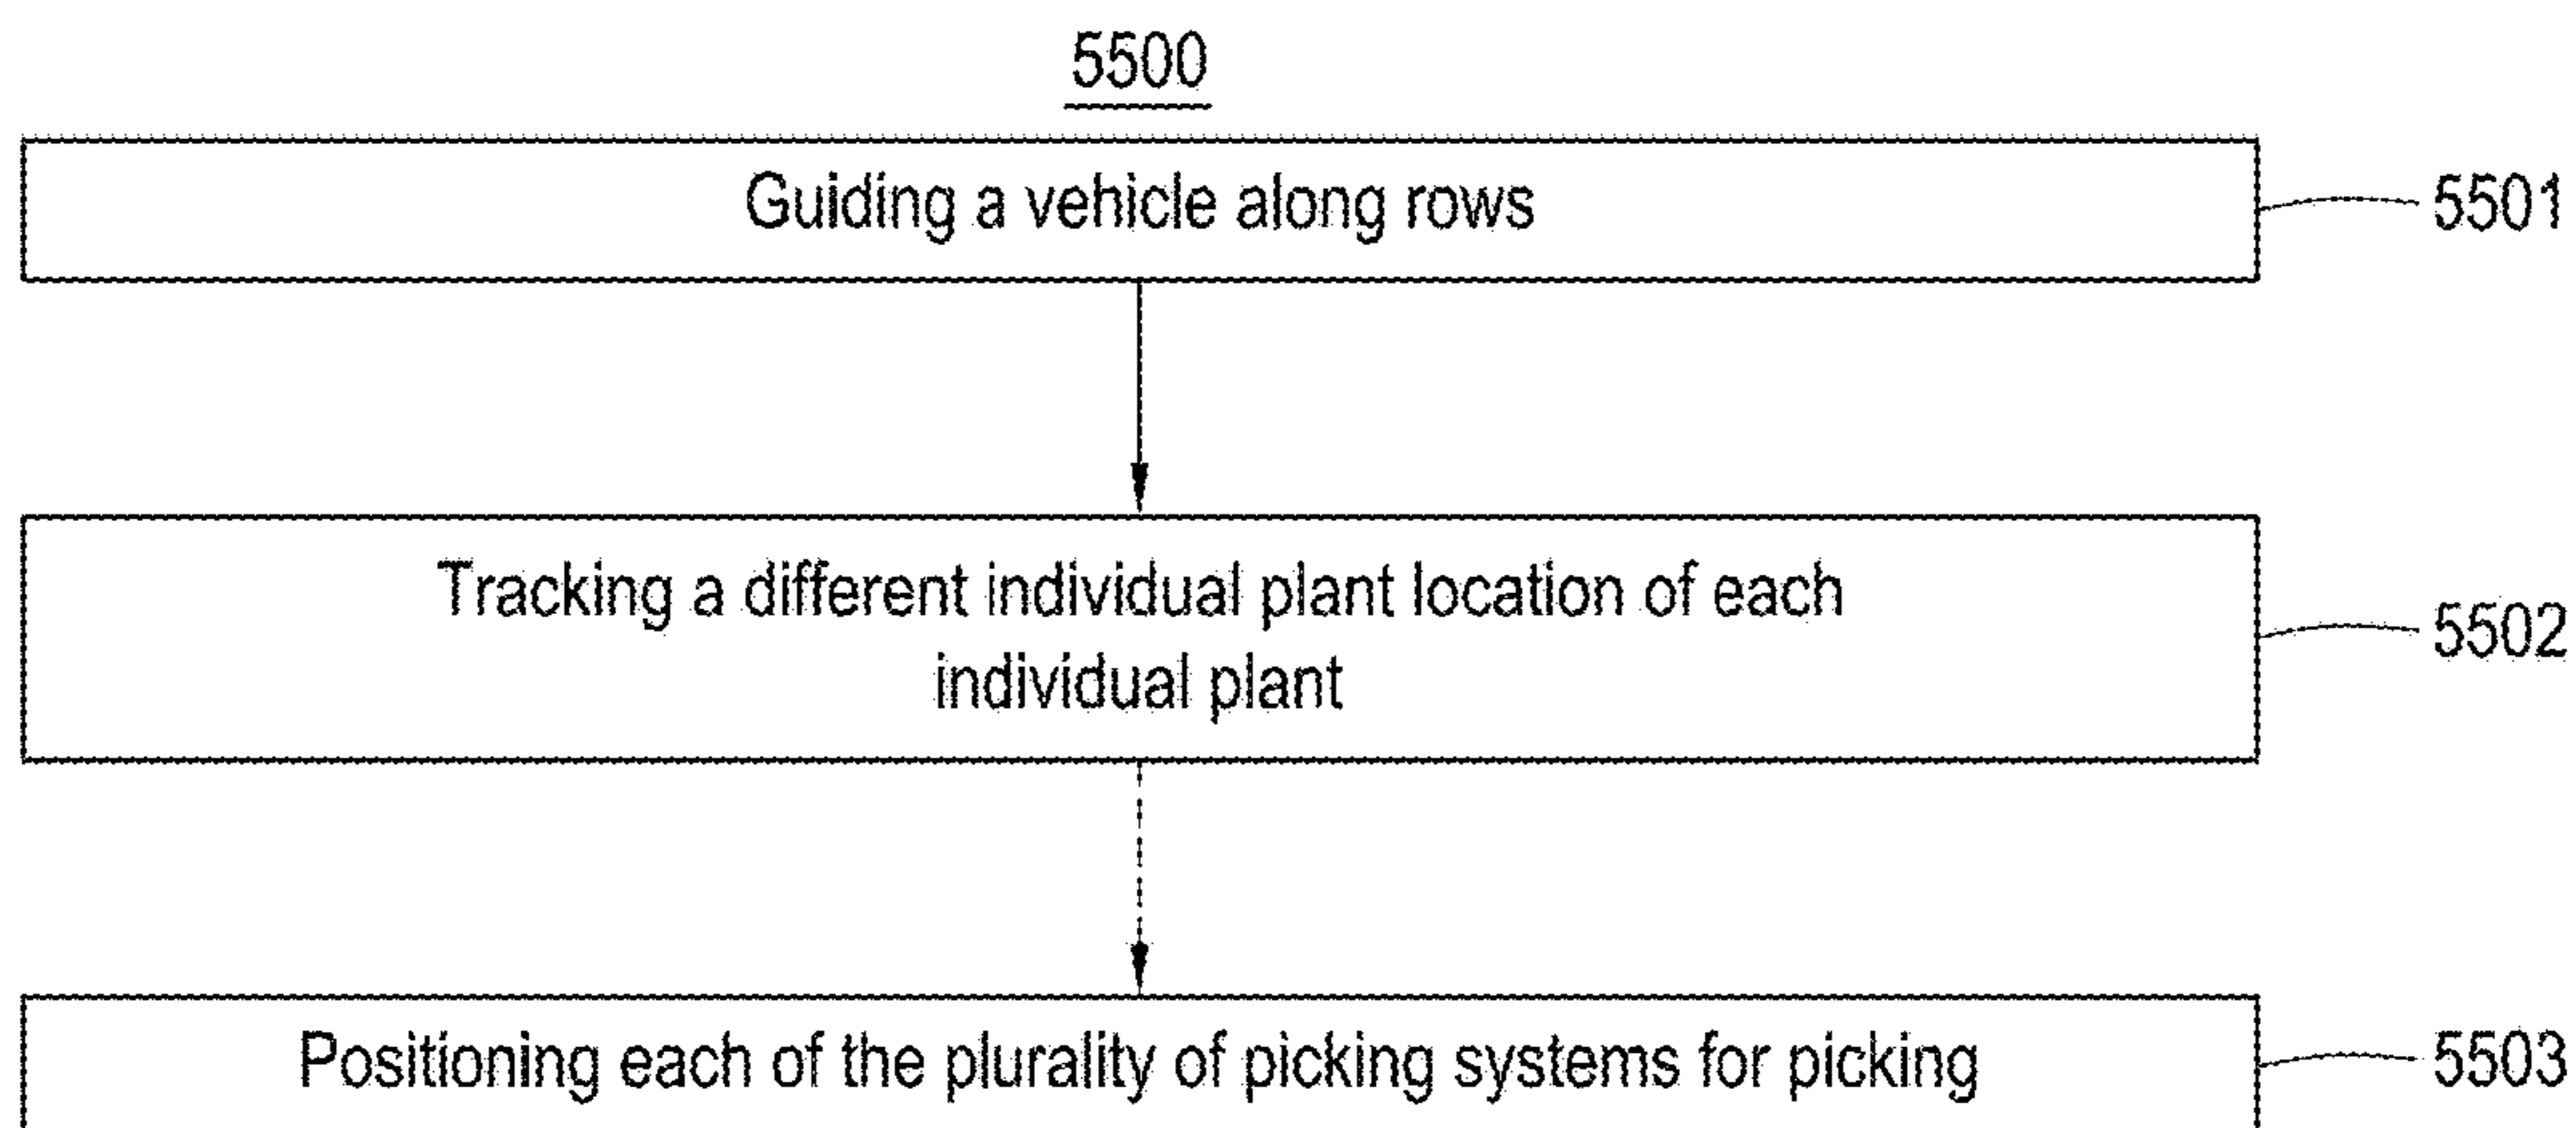 5500
Guiding a vehicle along rows
5501
Tracking a different individual plant location of each
individual plant
5502
Positioning each of the plurality of picking systems for picking
5503